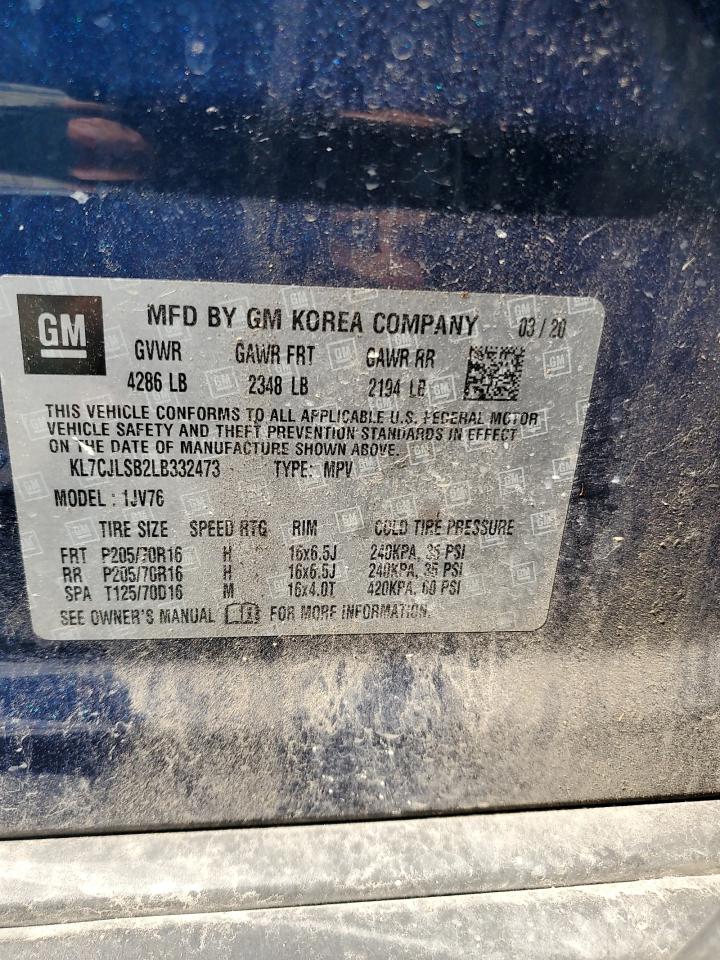 GM
MFD BY GM KOREA COMPANY 03 / 20
GVWR GAWR FRT GAWR RR
4286 LB 2348 LB 2194 LB
THIS VEHICLE CONFORMS TO ALL APPLICABLE U.S. FEDERAL MOTOR
VEHICLE SAFETY AND THEFT PREVENTION STANDARDS IN EFFECT
ON THE DATE OF MANUFACTURE SHOWN ABOVE.
KL7CJLSB2LB332473 TYPE: MPV
MODEL : 1JV76
TIRE SIZE SPEED RTG RIM COLD TIRE PRESSURE
FRT P205/70R16 H 16x6.5J 240KPA, 35 PSI
RR P205/70R16 H 16x6.5J 240KPA, 35 PSI
SPA T125/70D16 M 16x4.0T 420KPA, 60 PSI
SEE OWNER'S MANUAL FOR MORE INFORMATION.